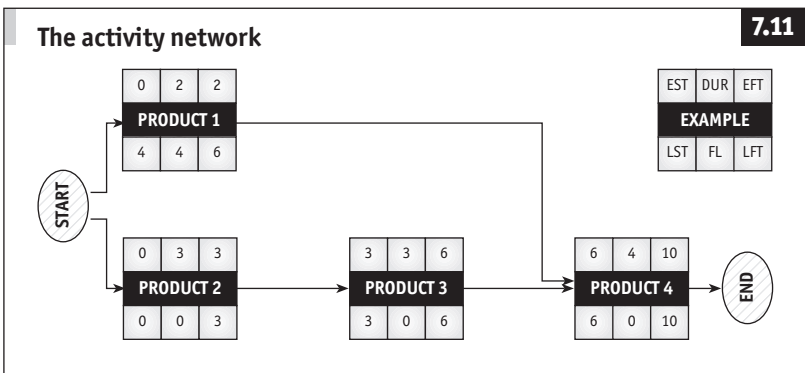 The activity network
7.11
0 2 2
PRODUCT 1
4 4 6
EST DUR EFT
EXAMPLE
LST FL LFT
START
0 3 3
PRODUCT 2
0 0 3
3 3 6
PRODUCT 3
3 0 6
6 4 10
PRODUCT 4
6 0 10
END